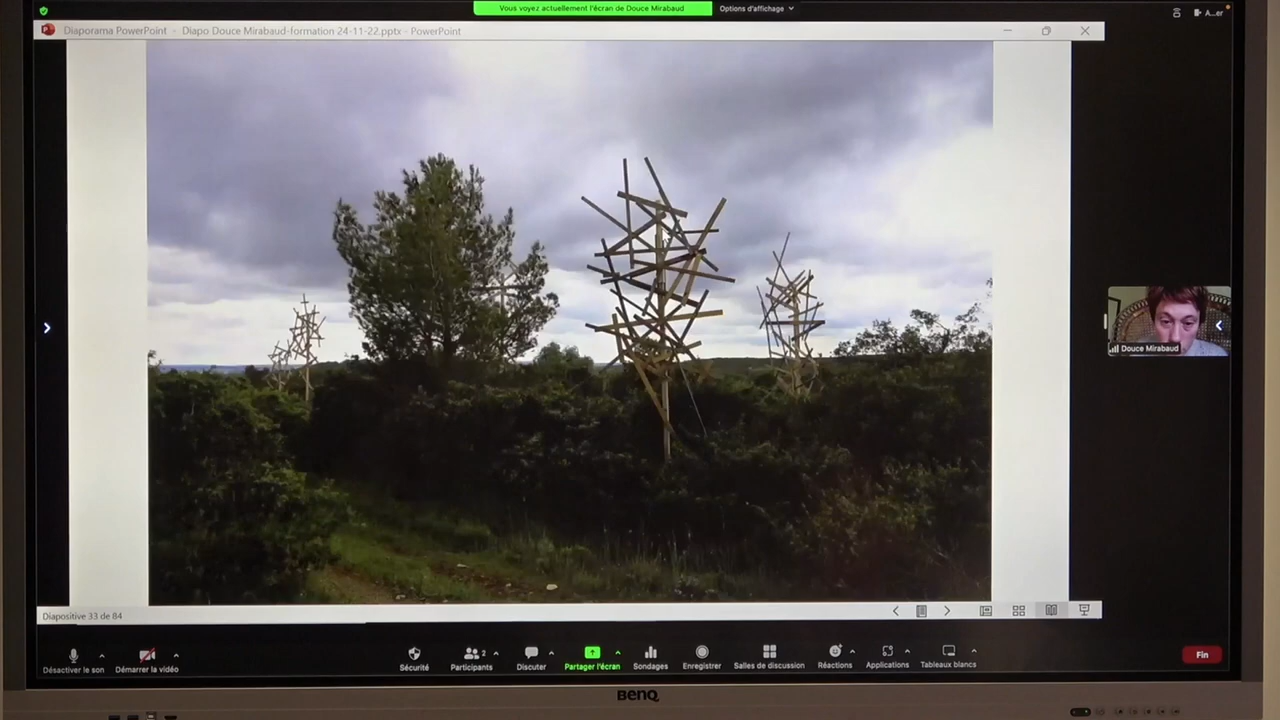 Vous voyez actuellement l'écran de Douce Mirabaud
Options d'affichage
A...er
Diaporama PowerPoint - Diapo Douce Mirabaud-formation 24-11-22.pptx - PowerPoint
Douce Mirabaud
Diapositive 33 de 84
Désactiver le son
Démarrer la vidéo
Sécurité
Participants
2
Discuter
Partager l'écran
Sondages
Enregistrer
Salles de discussion
Réactions
Applications
Tableaux blancs
Fin
BENQ